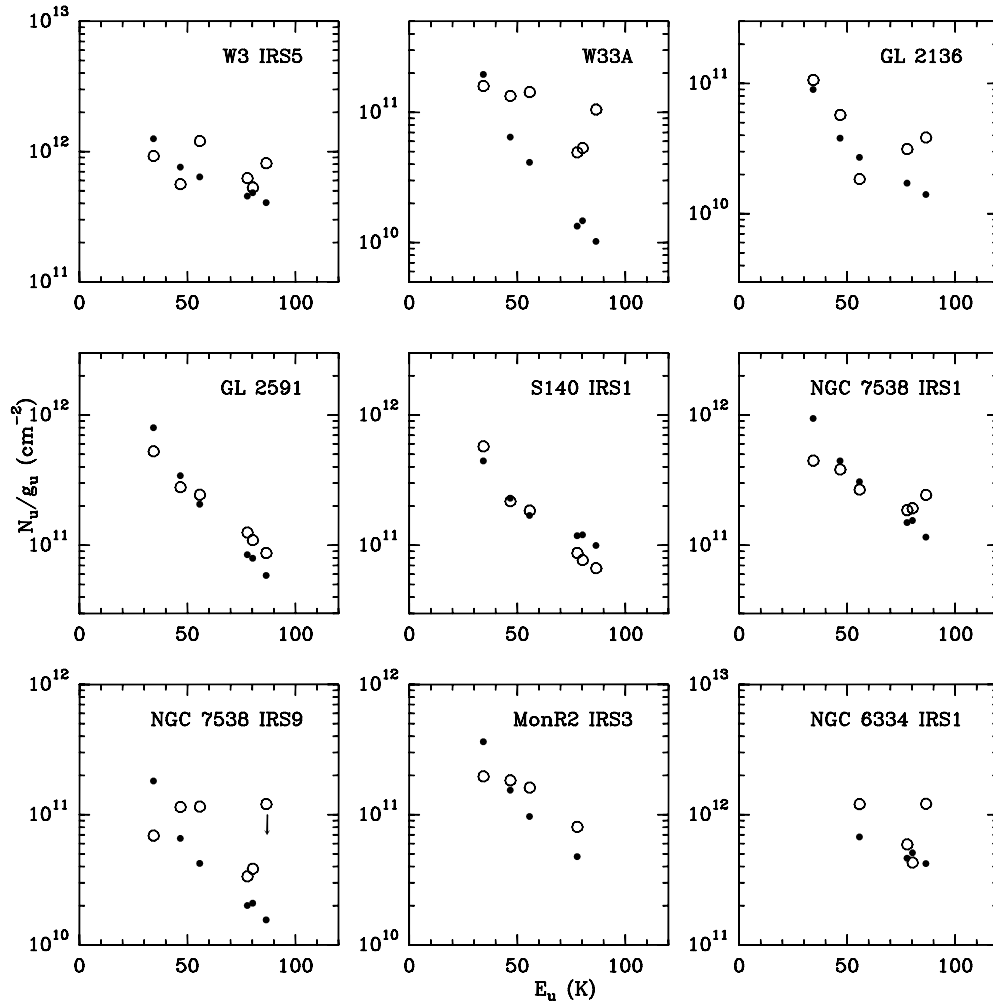 10^13
W3 IRS5
10^12
10^11
0 50 100
W33A
10^11
10^10
0 50 100
GL 2136
10^11
10^10
0 50 100
GL 2591
10^12
10^11
0 50 100
S140 IRS1
10^12
10^11
0 50 100
NGC 7538 IRS1
10^12
10^11
0 50 100
N_u/g_u (cm^-2)
10^12
NGC 7538 IRS9
10^11
10^10
0 50 100
10^12
MonR2 IRS3
10^11
10^10
0 50 100
10^13
NGC 6334 IRS1
10^12
10^11
0 50 100
E_u (K)